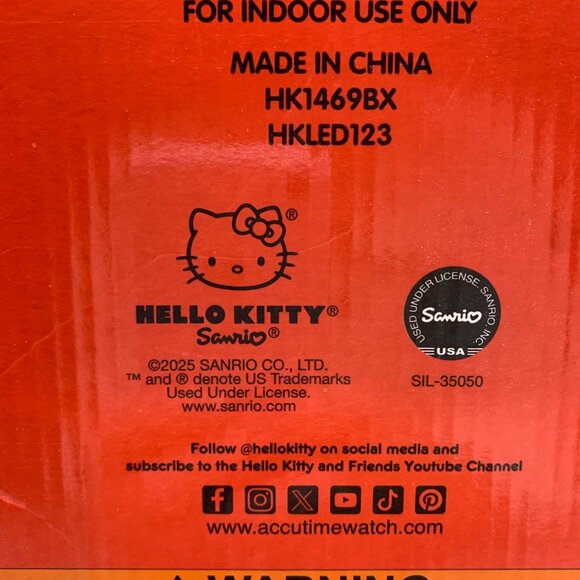 FOR INDOOR USE ONLY
MADE IN CHINA
HK1469BX
HKLED123
®
HELLO KITTY®
Sanrio®
©2025 SANRIO CO., LTD.
™ and ® denote US Trademarks
Used Under License.
www.sanrio.com
USED UNDER LICENSE, SANRIO INC.
Sanrio
USA
SIL-35050
Follow @hellokitty on social media and
subscribe to the Hello Kitty and Friends Youtube Channel
www.accutimewatch.com
WARNING